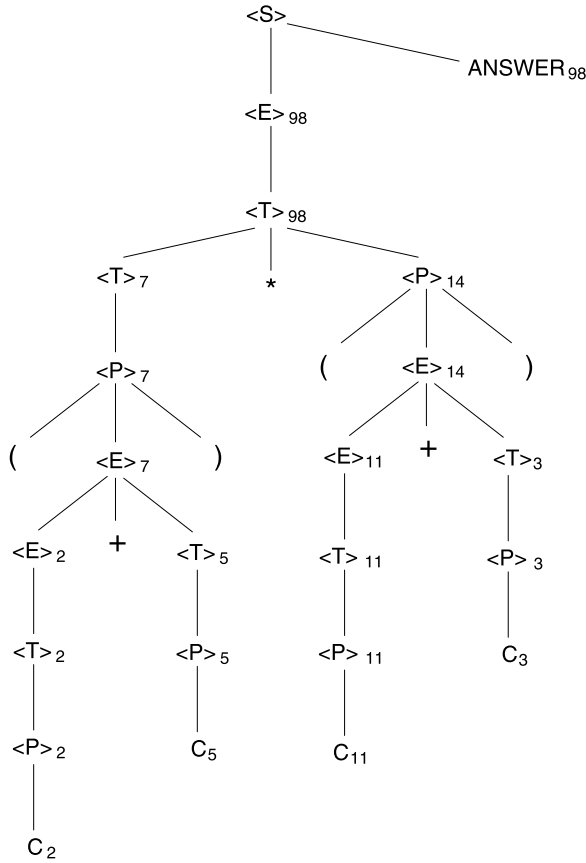 <S>
ANSWER98
<E>98
<T>98
<T>7 * <P>14
<P>7 ( <E>14 )
( <E>7 ) <E>11 + <T>3
<E>2 + <T>5 <T>11 <P>3
<T>2 <P>5 <P>11 C3
<P>2 C5 C11
C2